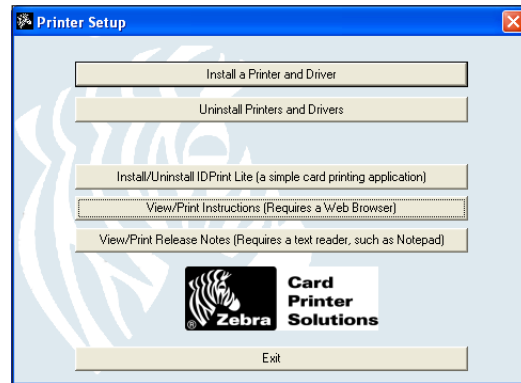 Printer Setup
Install a Printer and Driver
Uninstall Printers and Drivers
Install/Uninstall IDPrint Lite (a simple card printing application)
View/Print Instructions (Requires a Web Browser)
View/Print Release Notes (Requires a text reader, such as Notepad)
Zebra®
Card
Printer
Solutions
Exit